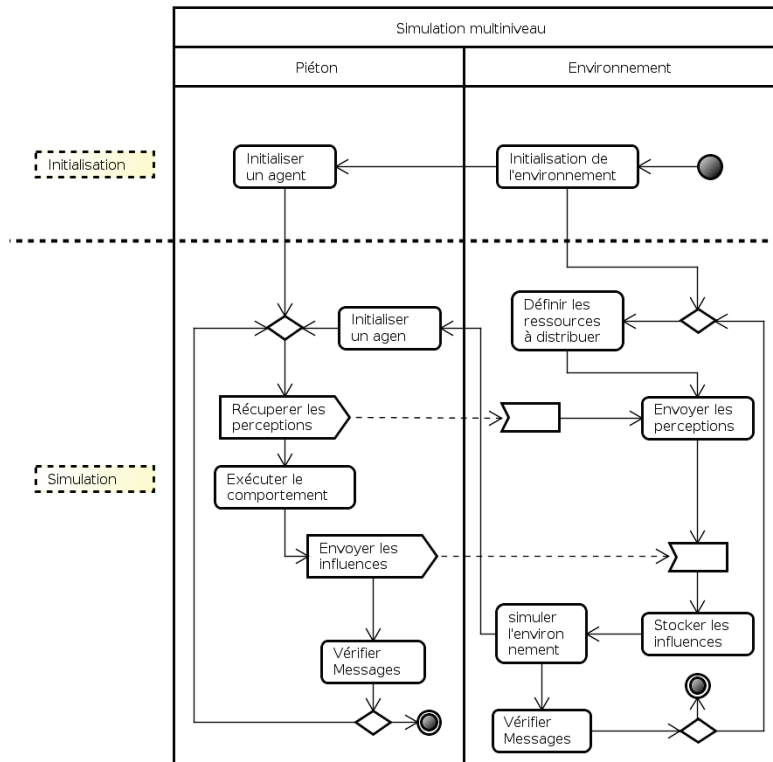 Simulation multiniveau
Piéton
Environnement
Initialisation
Initialiser
un agent
Initialisation de
l'environnement
Initialiser
un agen
Définir les
ressources
à distribuer
Récuperer les
perceptions
Envoyer les
perceptions
Simulation
Exécuter le
comportement
Envoyer les
influences
simuler
l'environ
nement
Stocker les
influences
Vérifier
Messages
Vérifier
Messages